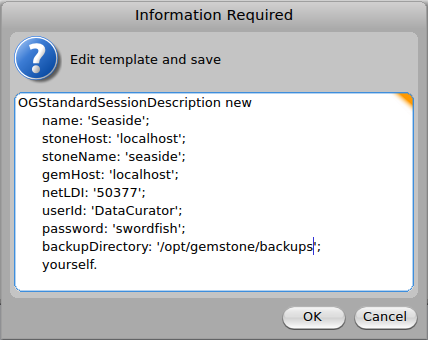 Information Required
Edit template and save
OGStandardSessionDescription new
name: 'Seaside';
stoneHost: 'localhost';
stoneName: 'seaside';
gemHost: 'localhost';
netLDI: '50377';
userId: 'DataCurator';
password: 'swordfish';
backupDirectory: '/opt/gemstone/backups';
yourself.
OK
Cancel